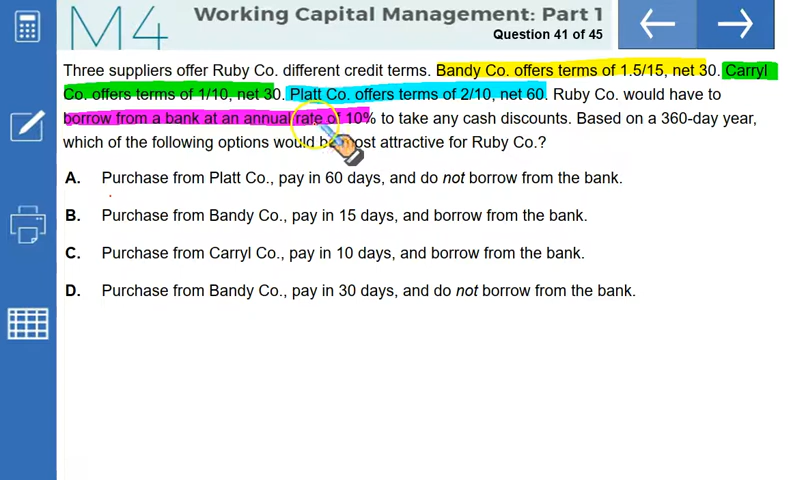 M4
Working Capital Management: Part 1
Question 41 of 45
Three suppliers offer Ruby Co. different credit terms. Bandy Co. offers terms of 1.5/15, net 30. Carryl
Co. offers terms of 1/10, net 30. Platt Co. offers terms of 2/10, net 60. Ruby Co. would have to
borrow from a bank at an annual rate of 10% to take any cash discounts. Based on a 360-day year,
which of the following options would be most attractive for Ruby Co.?
A. Purchase from Platt Co., pay in 60 days, and do not borrow from the bank.
B. Purchase from Bandy Co., pay in 15 days, and borrow from the bank.
C. Purchase from Carryl Co., pay in 10 days, and borrow from the bank.
D. Purchase from Bandy Co., pay in 30 days, and do not borrow from the bank.